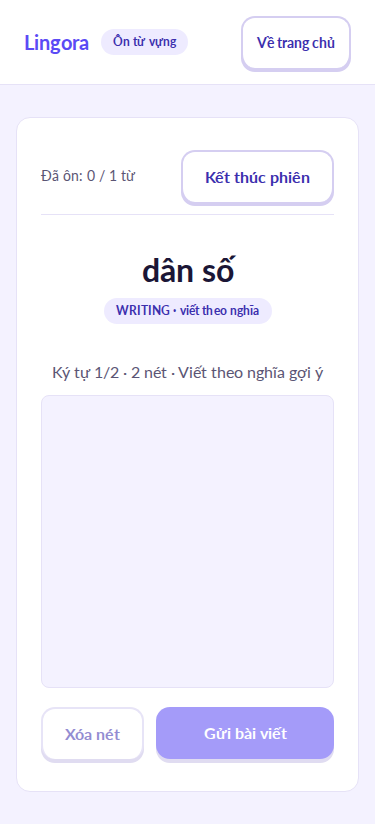 Lingora
Ôn từ vựng
Về trang chủ
Đã ôn: 0 / 1 từ
Kết thúc phiên
dân số
WRITING · viết theo nghĩa
Ký tự 1/2 · 2 nét · Viết theo nghĩa gợi ý
Xóa nét
Gửi bài viết